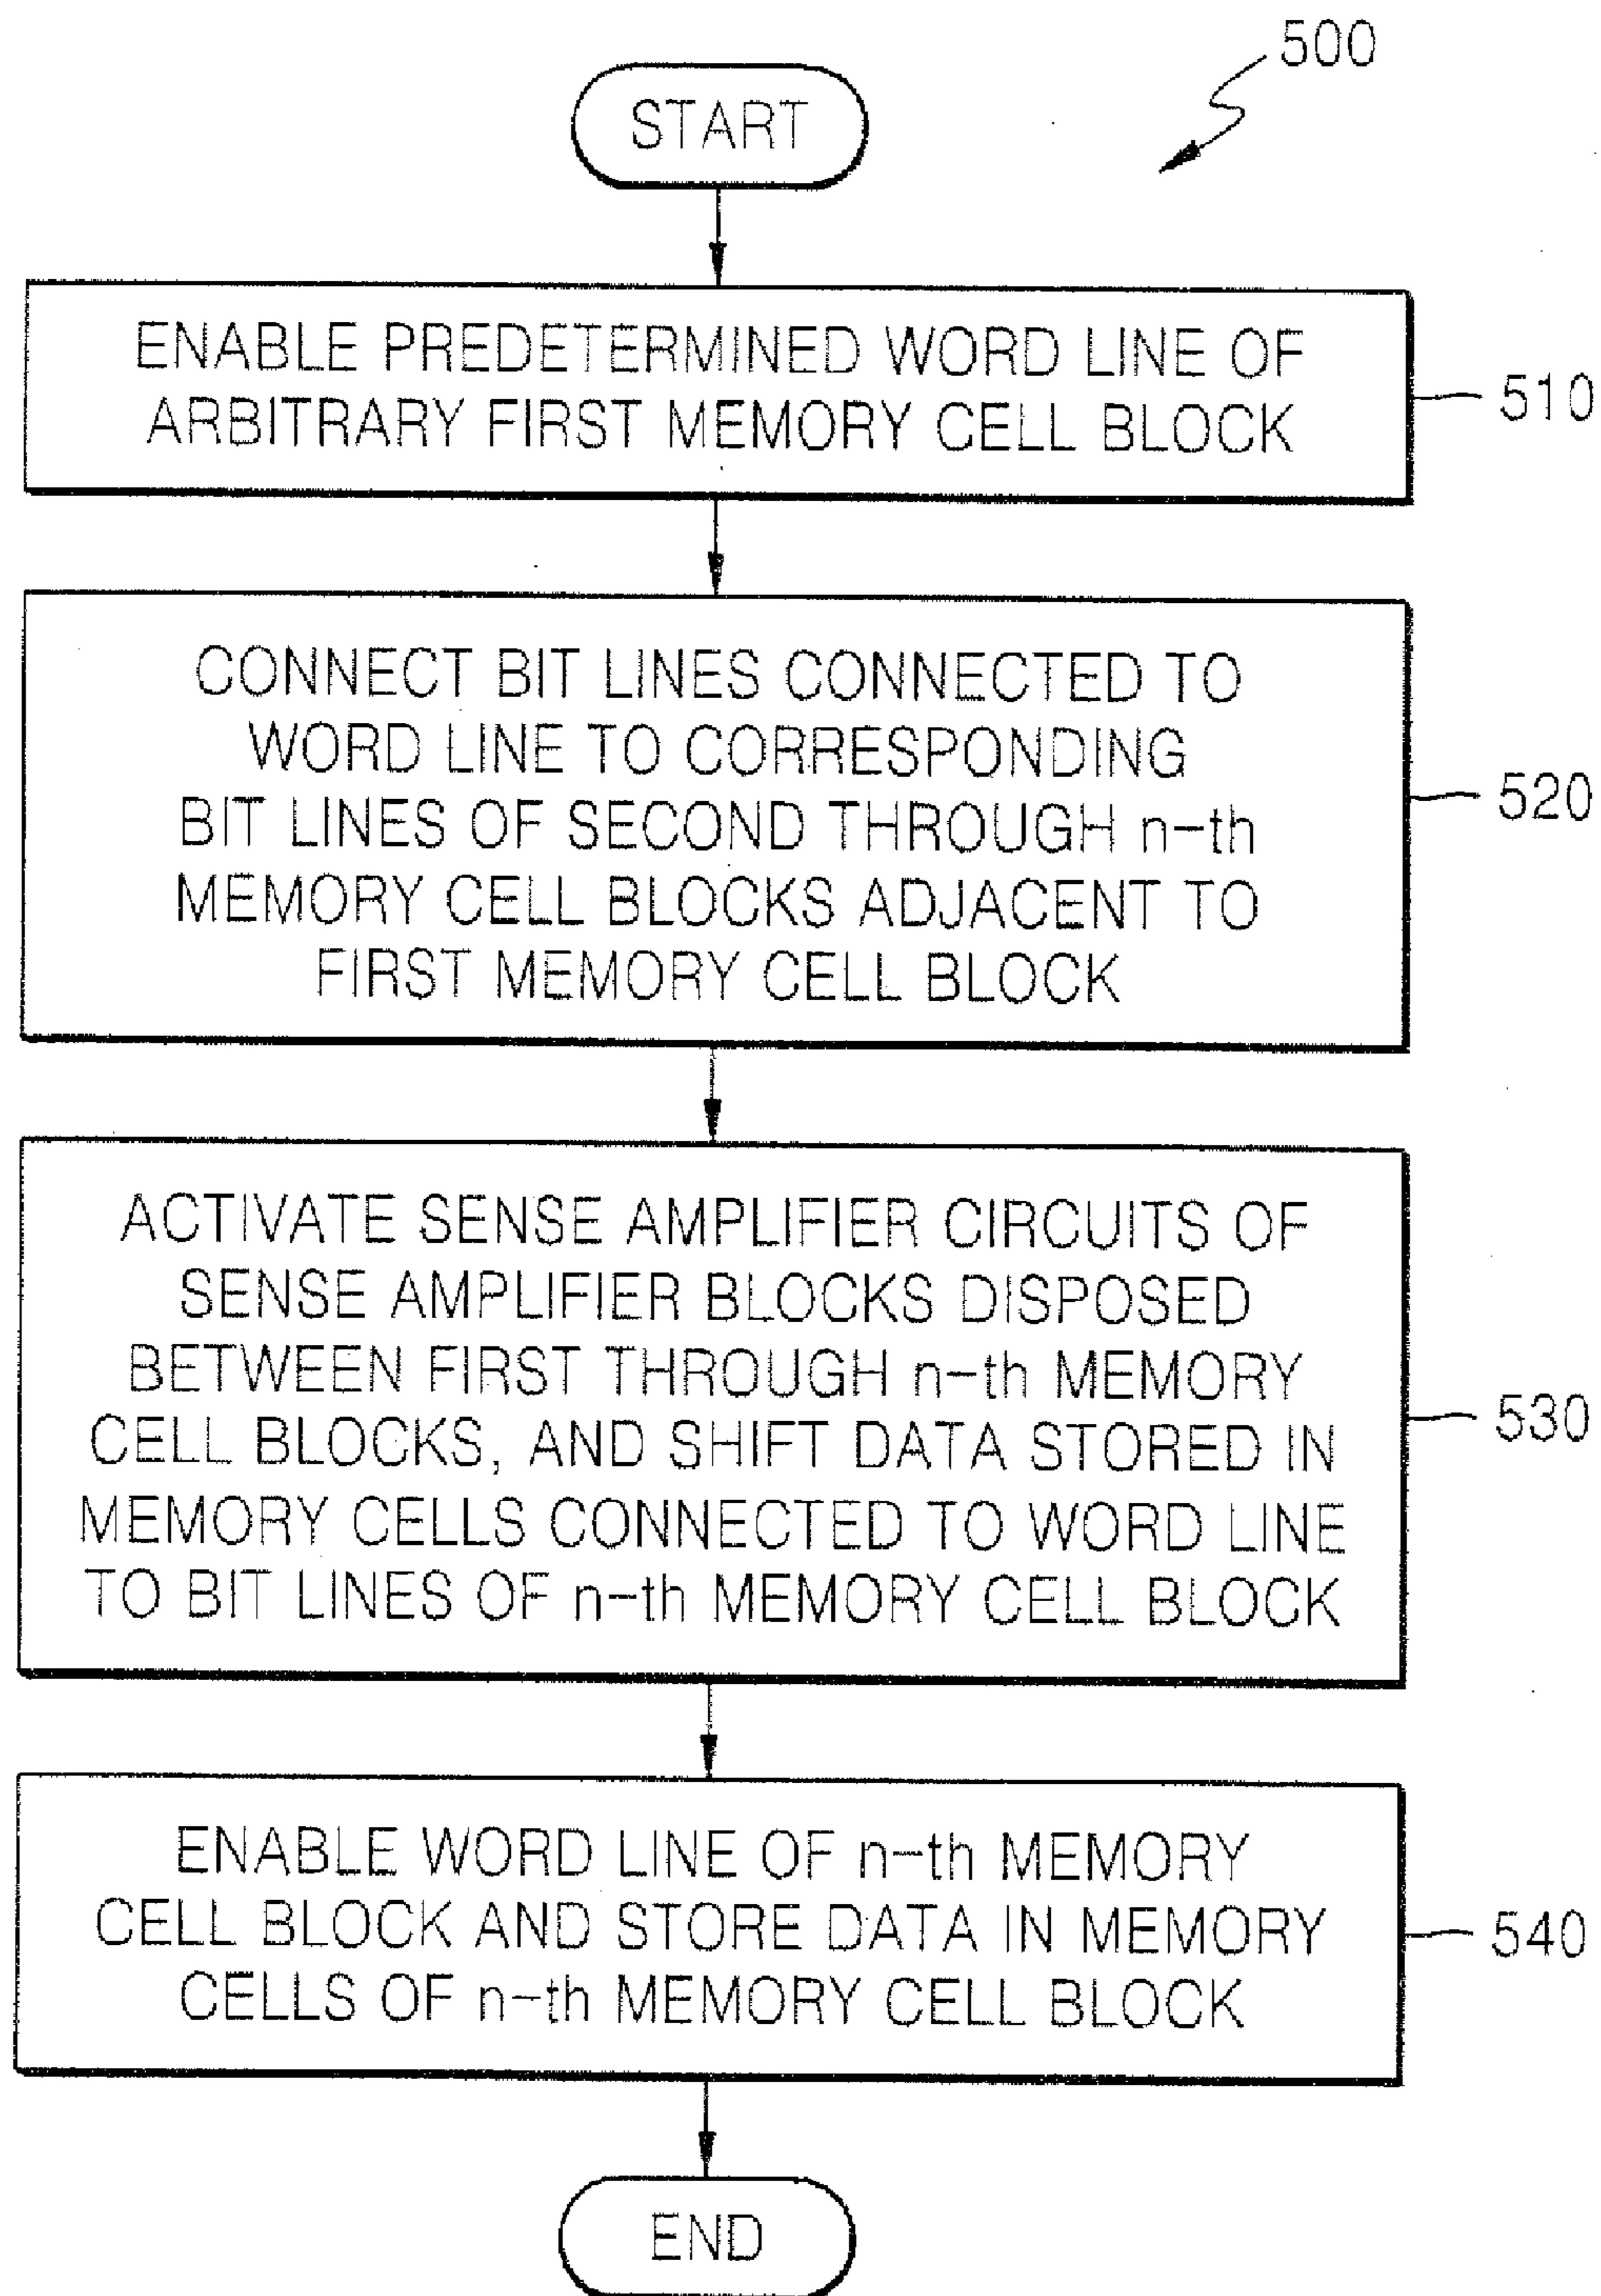 500
START
ENABLE PREDETERMINED WORD LINE OF
ARBITRARY FIRST MEMORY CELL BLOCK
510
CONNECT BIT LINES CONNECTED TO
WORD LINE TO CORRESPONDING
BIT LINES OF SECOND THROUGH n-th
MEMORY CELL BLOCKS ADJACENT TO
FIRST MEMORY CELL BLOCK
520
ACTIVATE SENSE AMPLIFIER CIRCUITS OF
SENSE AMPLIFIER BLOCKS DISPOSED
BETWEEN FIRST THROUGH n-th MEMORY
CELL BLOCKS, AND SHIFT DATA STORED IN
MEMORY CELLS CONNECTED TO WORD LINE
TO BIT LINES OF n-th MEMORY CELL BLOCK
530
ENABLE WORD LINE OF n-th MEMORY
CELL BLOCK AND STORE DATA IN MEMORY
CELLS OF n-th MEMORY CELL BLOCK
540
END